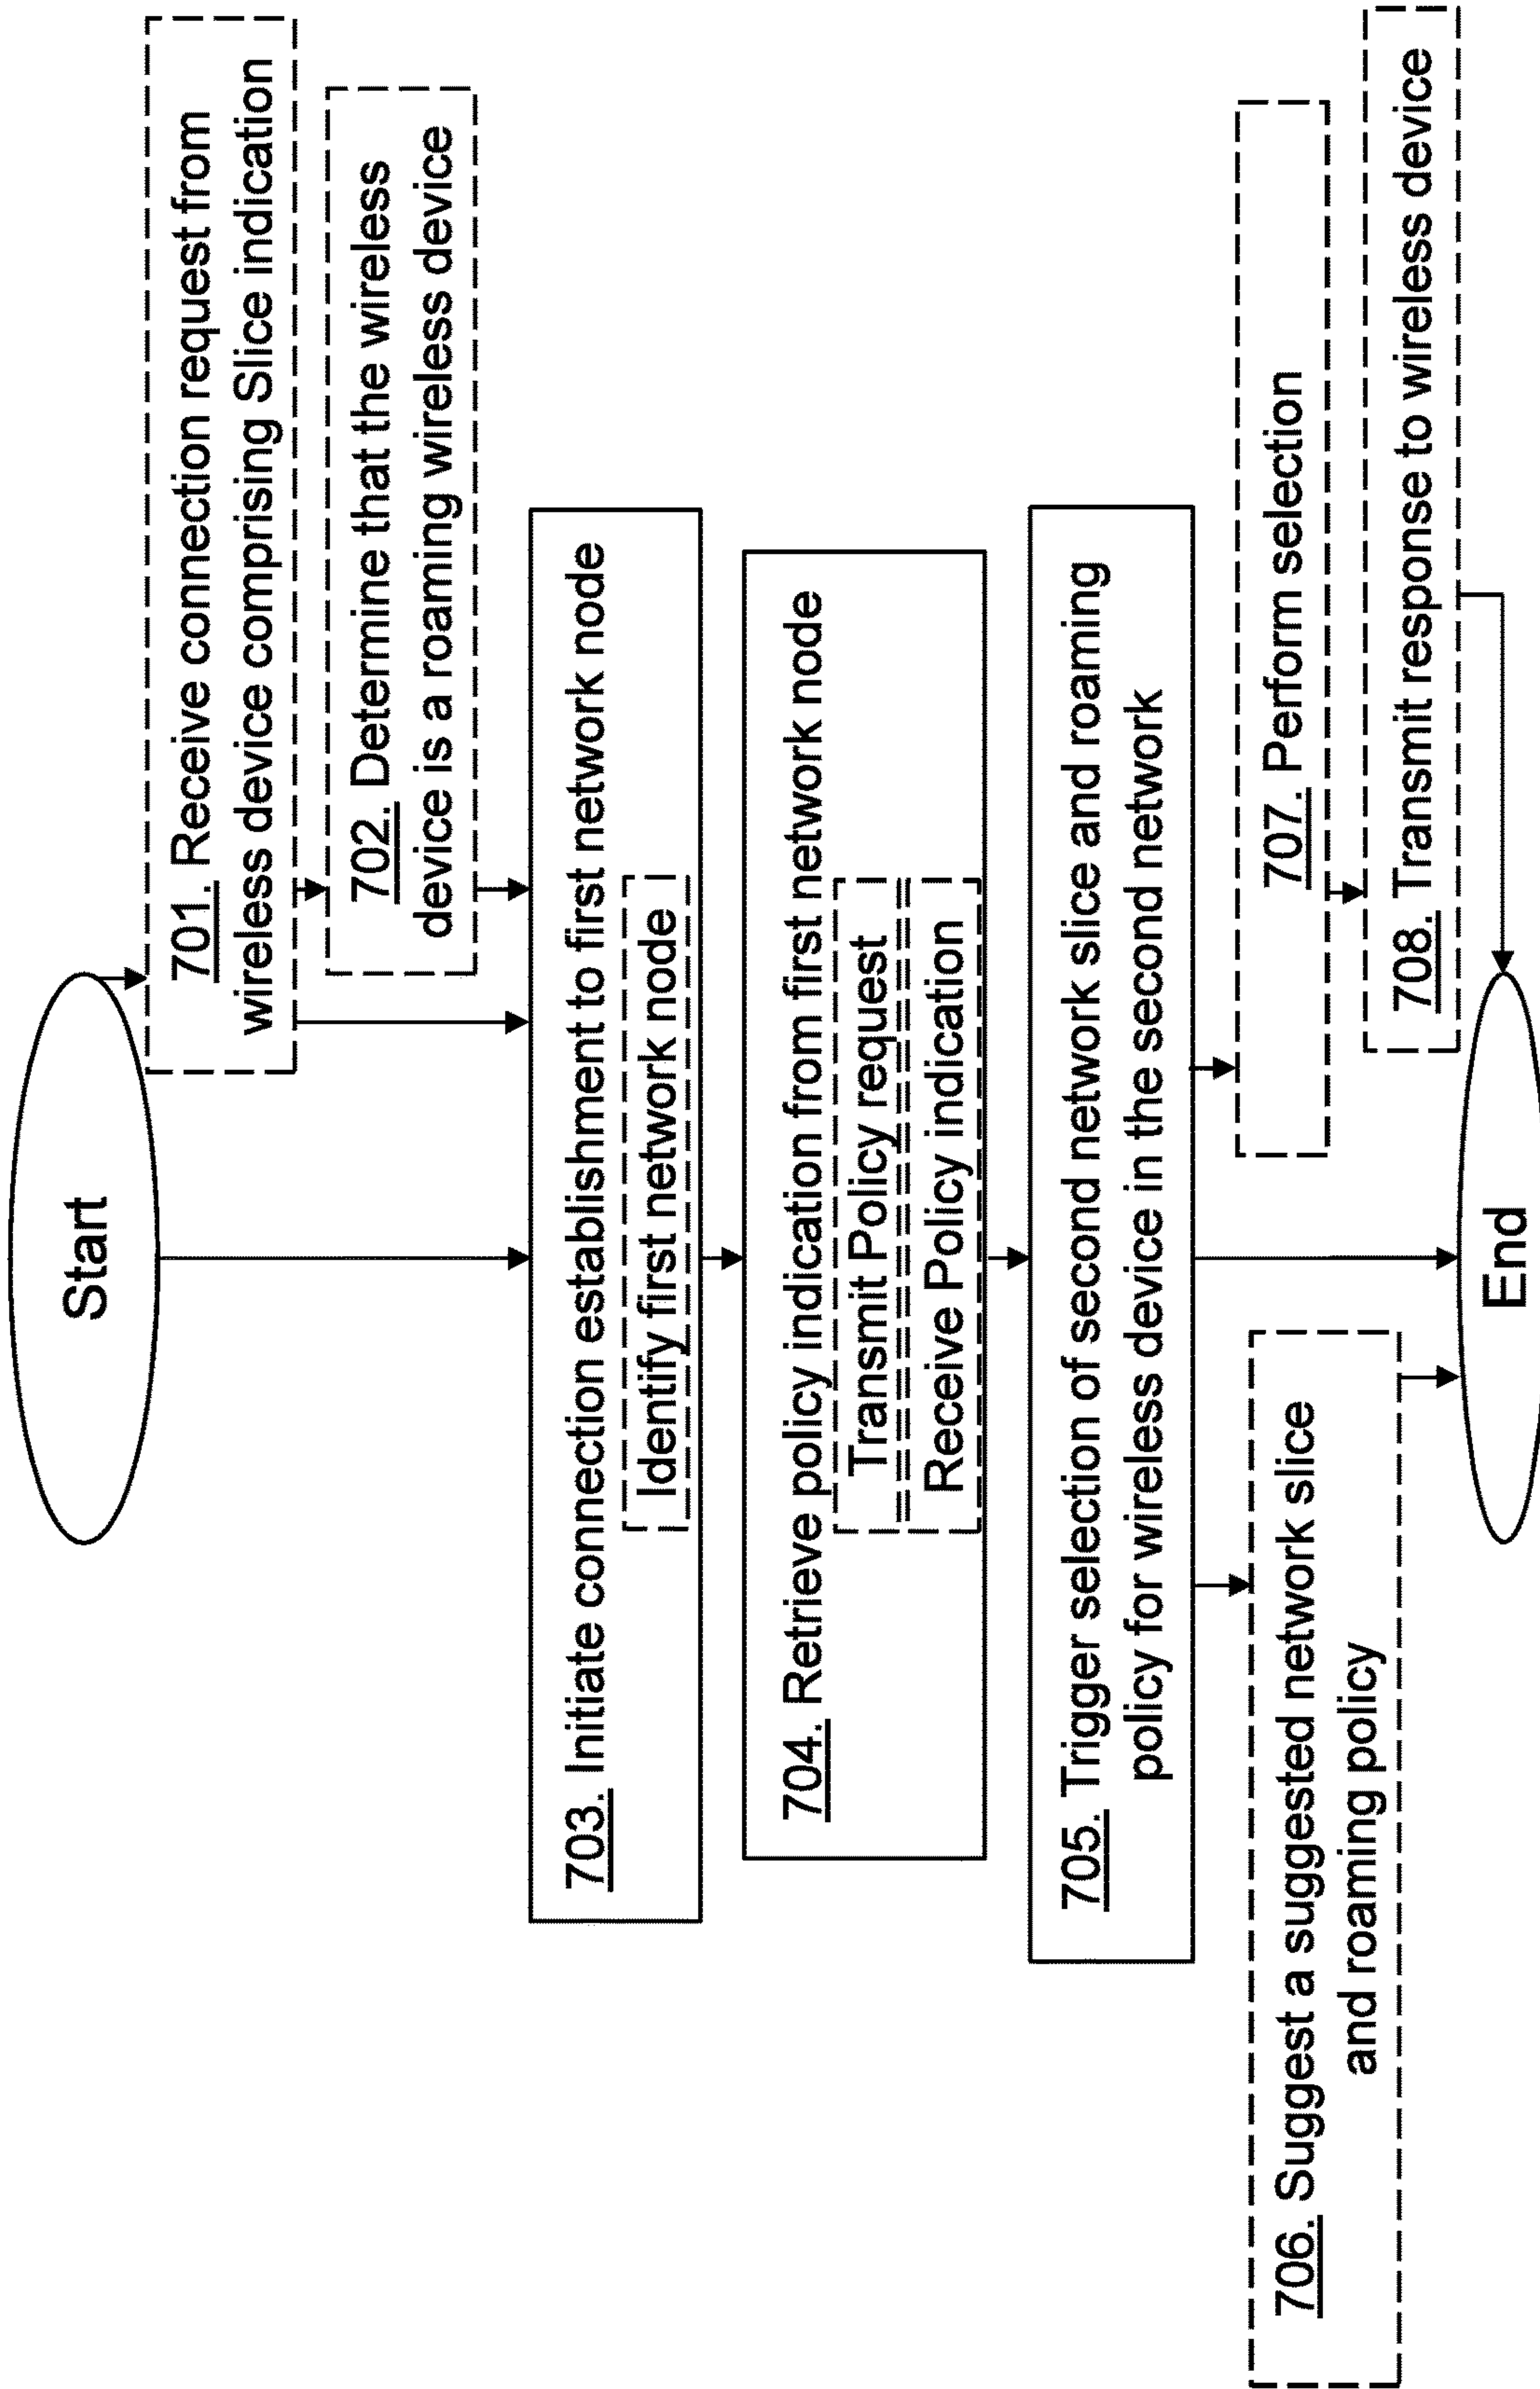 Start
701. Receive connection request from
wireless device comprising Slice indication
702. Determine that the wireless
device is a roaming wireless device
703. Initiate connection establishment to first network node
Identify first network node
704. Retrieve policy indication from first network node
Transmit Policy request
Receive Policy indication
705. Trigger selection of second network slice and roaming
policy for wireless device in the second network
706. Suggest a suggested network slice
and roaming policy
707. Perform selection
708. Transmit response to wireless device
End